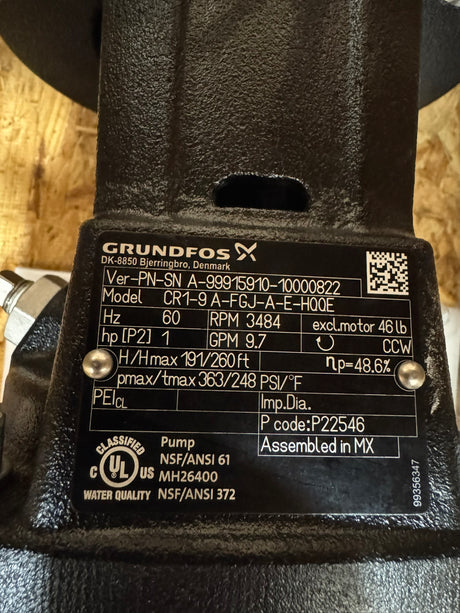 GRUNDFOS
DK-8850 Bjerringbro, Denmark
Ver-PN-SN A-99915910-10000822
Model CR1-9 A-FGJ-A-E-HQQE
Hz 60 RPM 3484 excl.motor 46 lb
hp [P2] 1 GPM 9.7 CCW
H/Hmax 191/260 ft ηp=48.6%
pmax/tmax 363/248 PSI/°F
PEICL Imp.Dia.
P code:P22546
Assembled in MX
CLASSIFIED
C UL US
WATER QUALITY
Pump
NSF/ANSI 61
MH26400
NSF/ANSI 372
99356347